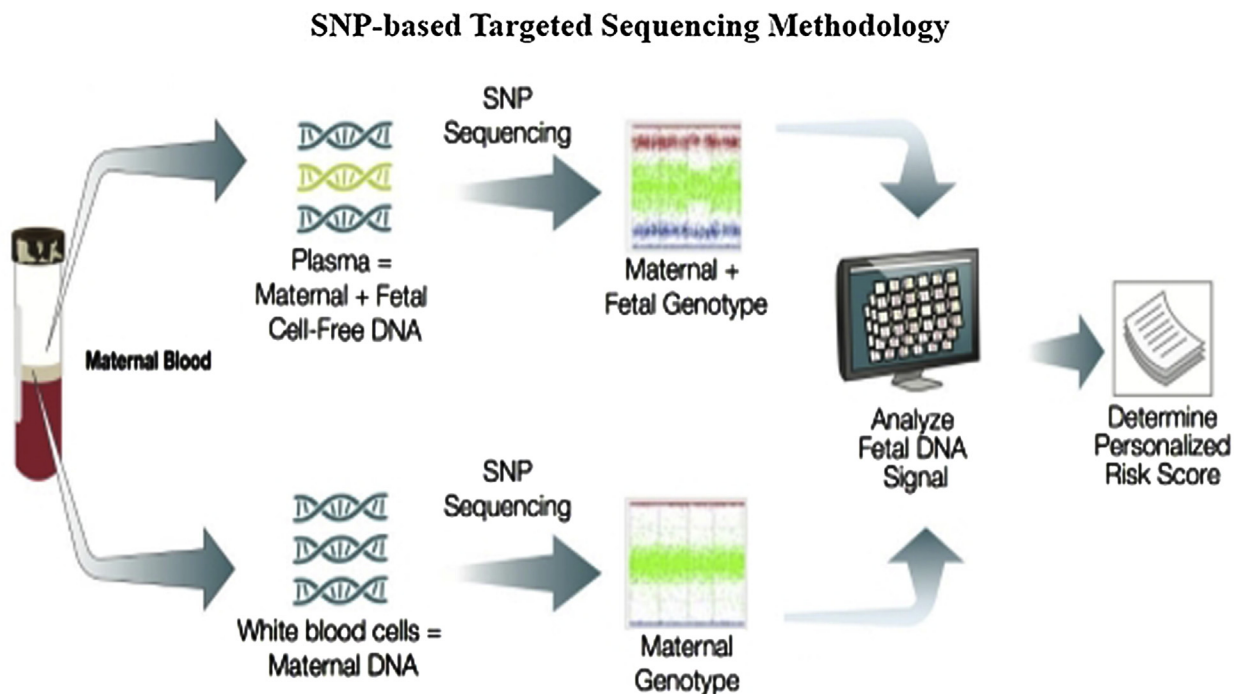 SNP-based Targeted Sequencing Methodology
SNP
Sequencing
Plasma =
Maternal + Fetal
Cell-Free DNA
Maternal +
Fetal Genotype
Maternal Blood
Analyze
Fetal DNA
Signal
Determine
Personalized
Risk Score
SNP
Sequencing
White blood cells =
Maternal DNA
Maternal
Genotype